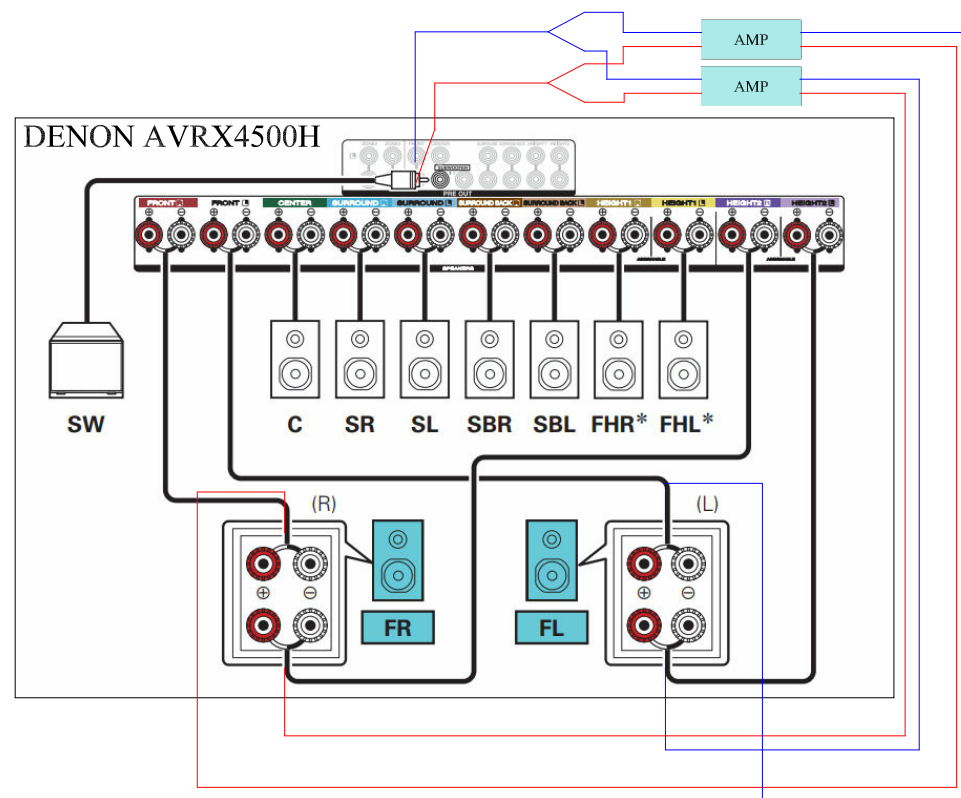 AMP
AMP
DENON AVRX4500H
L
PRE OUT
FRONT R FRONT L CENTER SURROUND R SURROUND L SURROUND BACK R SURROUND BACK L HEIGHT1 R HEIGHT1 L HEIGHT2 R HEIGHT2 L
ASSIGNABLE ASSIGNABLE
SPEAKERS
SW C SR SL SBR SBL FHR* FHL*
(R) (L)
FR FL